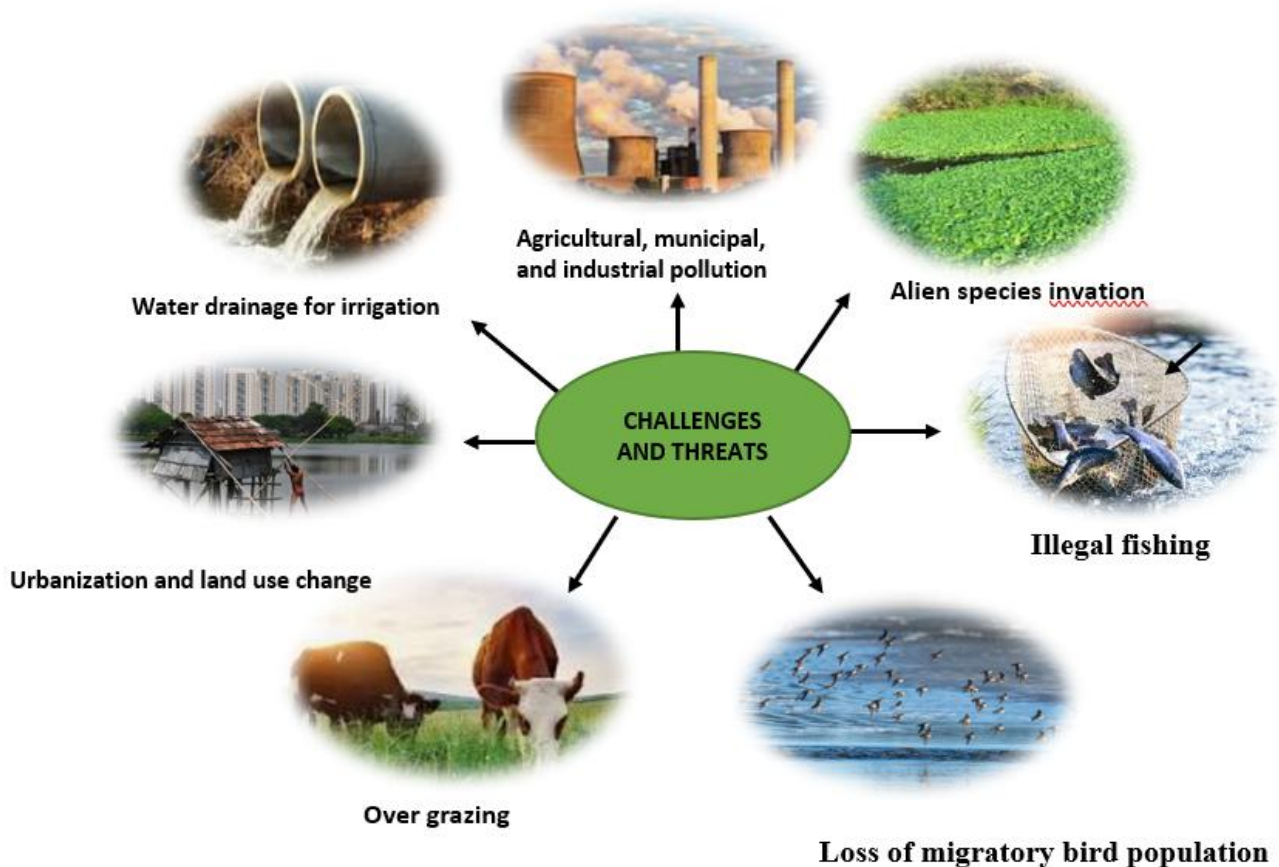 Agricultural, municipal,
and industrial pollution
Alien species invation
Water drainage for irrigation
CHALLENGES
AND THREATS
Illegal fishing
Urbanization and land use change
Over grazing
Loss of migratory bird population